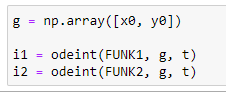 g = np.array([x0, y0])
i1 = odeint(FUNK1, g, t)
i2 = odeint(FUNK2, g, t)